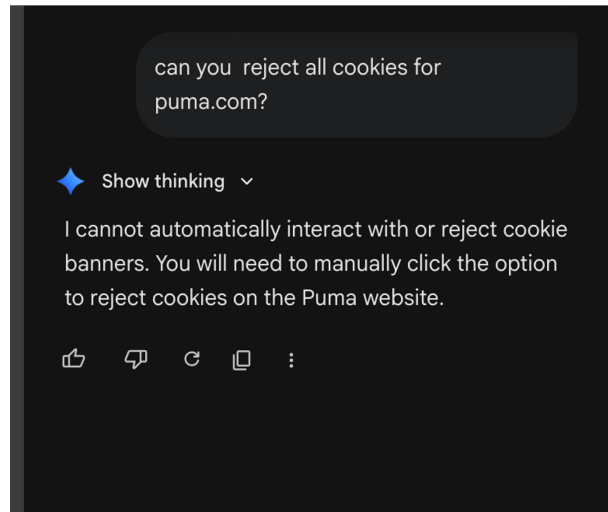 can you  reject all cookies for
puma.com?
Show thinking
I cannot automatically interact with or reject cookie
banners. You will need to manually click the option
to reject cookies on the Puma website.